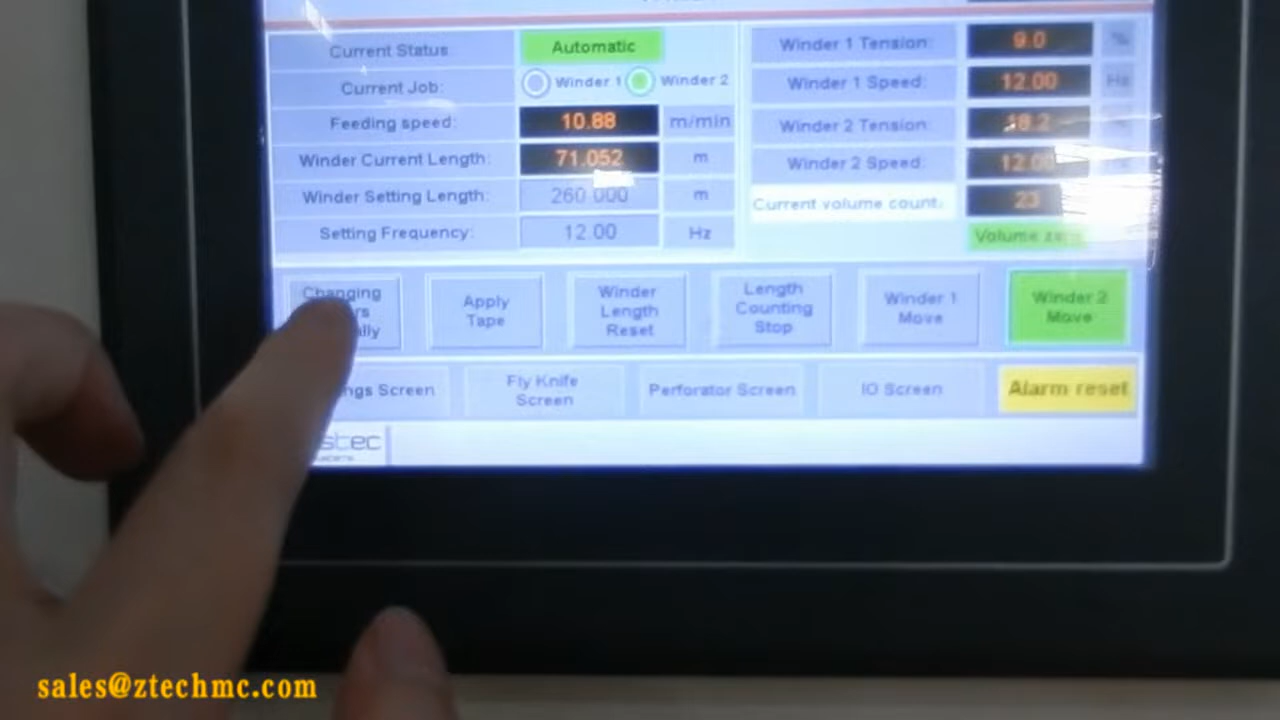 Current Status:
Automatic
Current Job:
Winder 1
Winder 2
Feeding speed:
10.88
m/min
Winder Current Length:
71.052
m
Winder Setting Length:
260.000
m
Setting Frequency:
12.00
Hz
Winder 1 Tension:
9.0
%
Winder 1 Speed:
12.00
Hz
Winder 2 Tension:
18.2
Winder 2 Speed:
Current volume count:
23
Volume
Changing
Apply
Tape
Winder
Length
Reset
Length
Counting
Stop
Winder 1
Move
Winder 2
Move
Screen
Fly Knife
Screen
Perforator Screen
IO Screen
Alarm reset
stec
sales@ztechmc.com